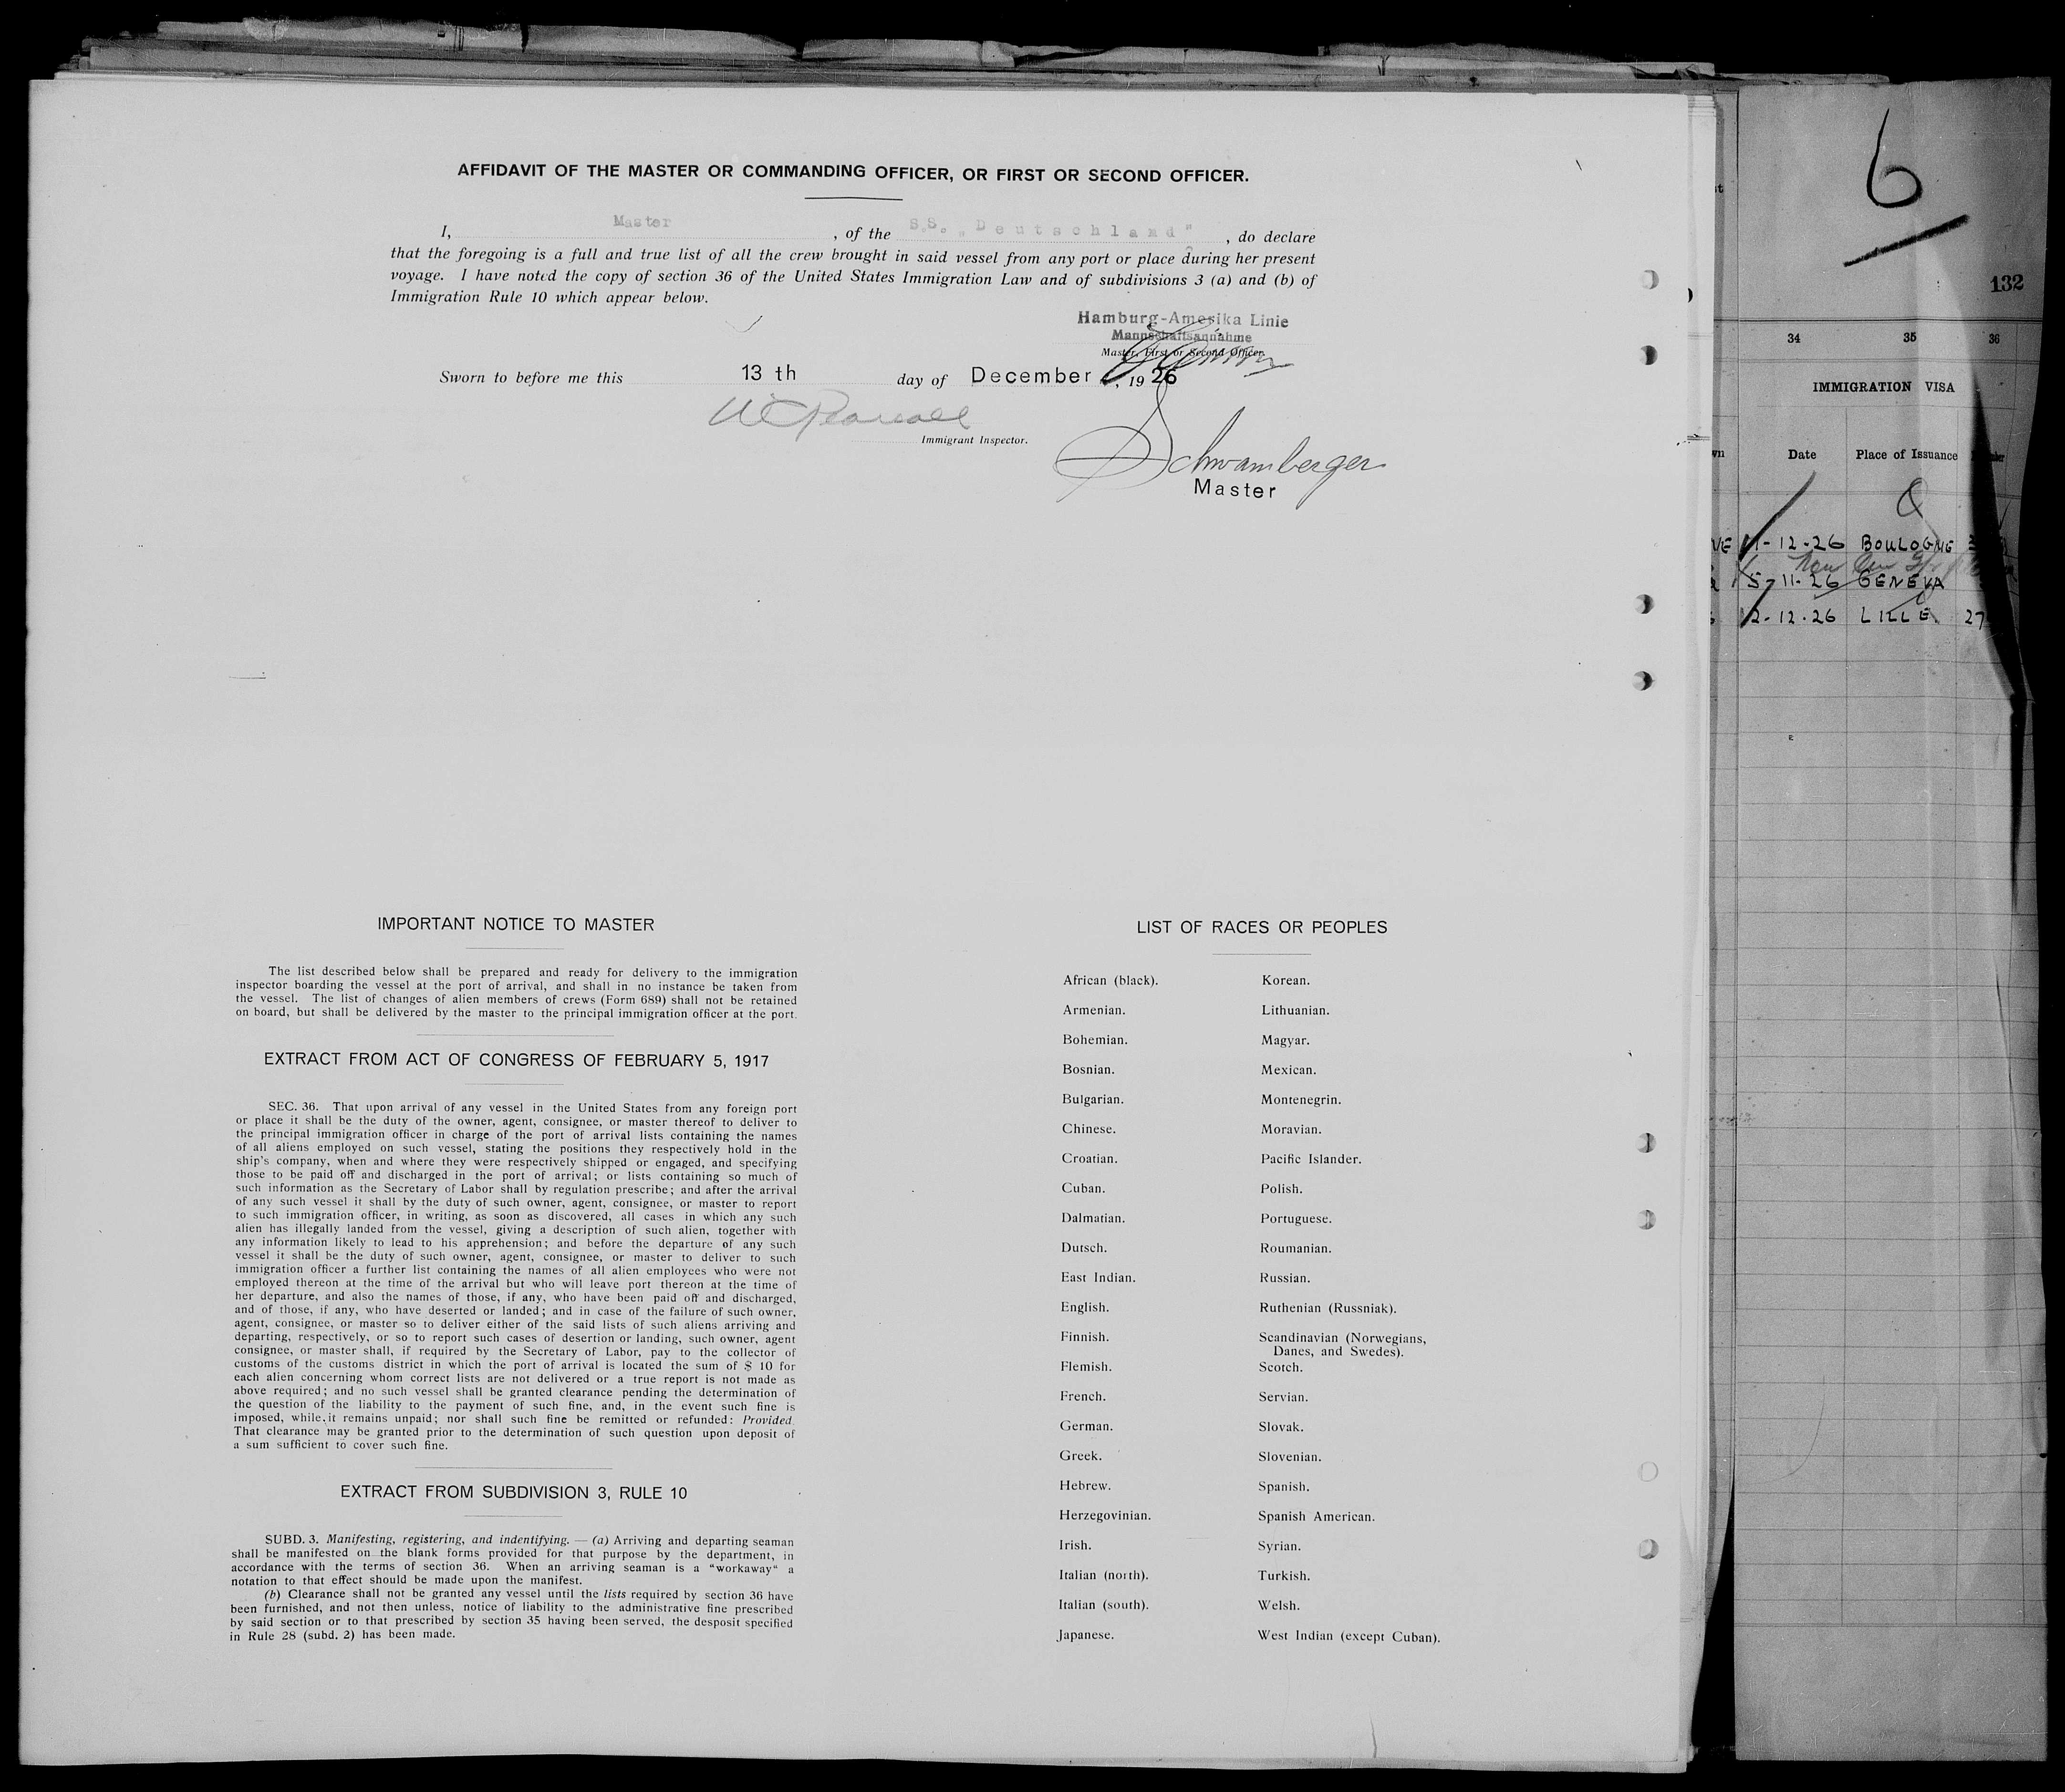 AFFIDAVIT OF THE MASTER OR COMMANDING OFFICER, OR FIRST OR SECOND OFFICER.
I, Master , of the S.S. „Deutschland" , do declare
that the foregoing is a full and true list of all the crew brought in said vessel from any port or place during her present
voyage. I have noted the copy of section 36 of the United States Immigration Law and of subdivisions 3 (a) and (b) of
Immigration Rule 10 which appear below.
Hamburg-Amerika Linie
Mannschaftsannahme
Master, First or Second Officer.
Sworn to before me this 13 th day of December , 19 26
Immigrant Inspector.
Schwamberger
Master
IMPORTANT NOTICE TO MASTER
The list described below shall be prepared and ready for delivery to the immigration
inspector boarding the vessel at the port of arrival, and shall in no instance be taken from
the vessel. The list of changes of alien members of crews (Form 689) shall not be retained
on board, but shall be delivered by the master to the principal immigration officer at the port.
EXTRACT FROM ACT OF CONGRESS OF FEBRUARY 5, 1917
SEC. 36. That upon arrival of any vessel in the United States from any foreign port
or place it shall be the duty of the owner, agent, consignee, or master thereof to deliver to
the principal immigration officer in charge of the port of arrival lists containing the names
of all aliens employed on such vessel, stating the positions they respectively hold in the
ship's company, when and where they were respectively shipped or engaged, and specifying
those to be paid off and discharged in the port of arrival; or lists containing so much of
such information as the Secretary of Labor shall by regulation prescribe; and after the arrival
of any such vessel it shall by the duty of such owner, agent, consignee, or master to report
to such immigration officer, in writing, as soon as discovered, all cases in which any such
alien has illegally landed from the vessel, giving a description of such alien, together with
any information likely to lead to his apprehension; and before the departure of any such
vessel it shall be the duty of such owner, agent, consignee, or master to deliver to such
immigration officer a further list containing the names of all alien employees who were not
employed thereon at the time of the arrival but who will leave port thereon at the time of
her departure, and also the names of those, if any, who have been paid off and discharged,
and of those, if any, who have deserted or landed; and in case of the failure of such owner,
agent, consignee, or master so to deliver either of the said lists of such aliens arriving and
departing, respectively, or so to report such cases of desertion or landing, such owner, agent
consignee, or master shall, if required by the Secretary of Labor, pay to the collector of
customs of the customs district in which the port of arrival is located the sum of $ 10 for
each alien concerning whom correct lists are not delivered or a true report is not made as
above required; and no such vessel shall be granted clearance pending the determination of
the question of the liability to the payment of such fine, and, in the event such fine is
imposed, while it remains unpaid; nor shall such fine be remitted or refunded: Provided.
That clearance may be granted prior to the determination of such question upon deposit of
a sum sufficient to cover such fine.
EXTRACT FROM SUBDIVISION 3, RULE 10
SUBD. 3. Manifesting, registering, and indentifying. — (a) Arriving and departing seaman
shall be manifested on the blank forms provided for that purpose by the department, in
accordance with the terms of section 36. When an arriving seaman is a "workaway" a
notation to that effect should be made upon the manifest.
(b) Clearance shall not be granted any vessel until the lists required by section 36 have
been furnished, and not then unless, notice of liability to the administrative fine prescribed
by said section or to that prescribed by section 35 having been served, the desposit specified
in Rule 28 (subd. 2) has been made.
LIST OF RACES OR PEOPLES
African (black). Korean.
Armenian. Lithuanian.
Bohemian. Magyar.
Bosnian. Mexican.
Bulgarian. Montenegrin.
Chinese. Moravian.
Croatian. Pacific Islander.
Cuban. Polish.
Dalmatian. Portuguese.
Dutsch. Roumanian.
East Indian. Russian.
English. Ruthenian (Russniak).
Finnish. Scandinavian (Norwegians,
Danes, and Swedes).
Flemish. Scotch.
French. Servian.
German. Slovak.
Greek. Slovenian.
Hebrew. Spanish.
Herzegovinian. Spanish American.
Irish. Syrian.
Italian (north). Turkish.
Italian (south). Welsh.
Japanese. West Indian (except Cuban).
6
132
34 35 36
IMMIGRATION VISA
Date Place of Issuance
11-12-26 BOULOGNE
5-11-26 GENEVA
2-12-26 LILLE 27